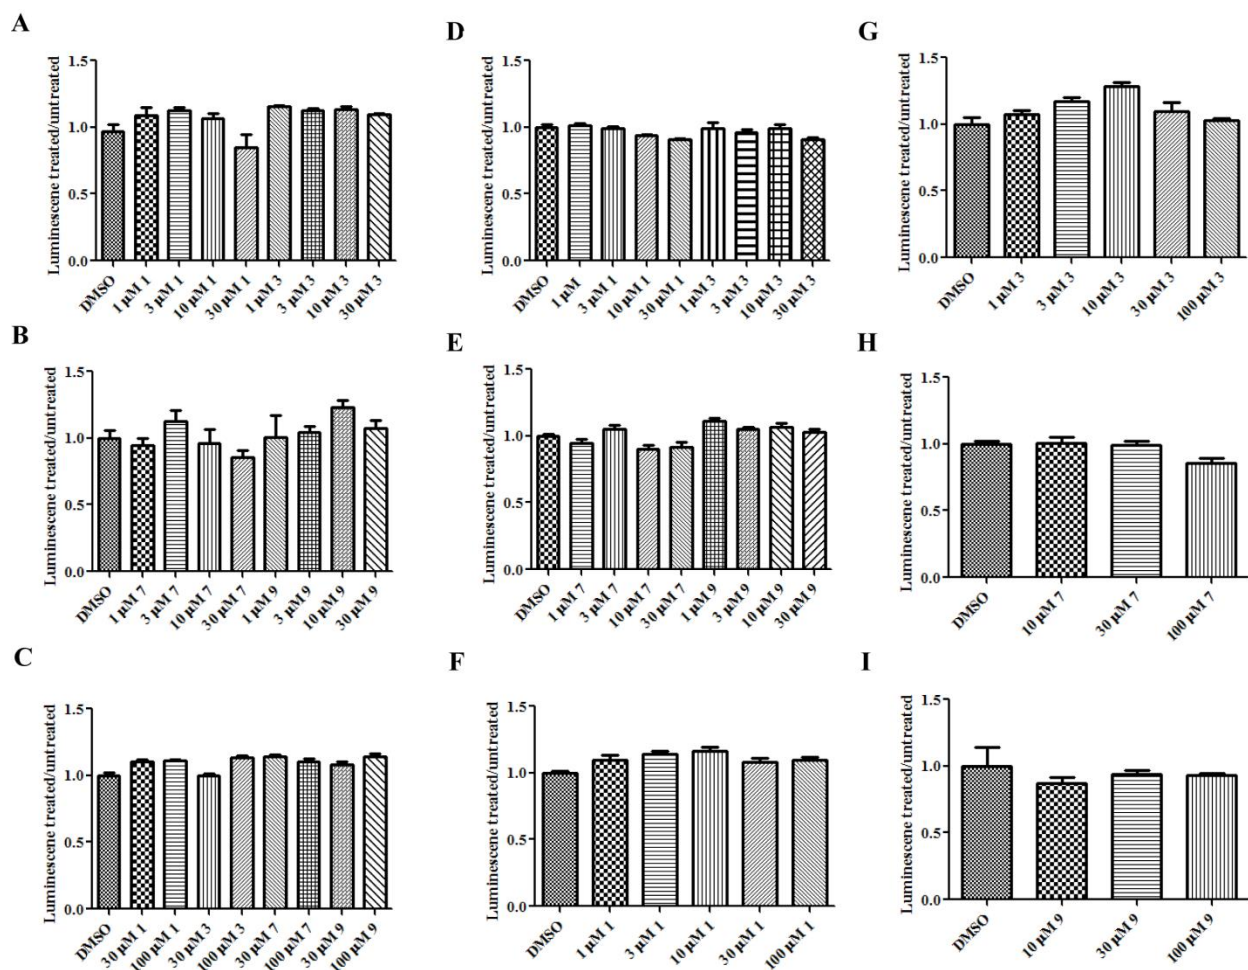 A
Luminescene treated/untreated
1.5
1.0
0.5
0.0
DMSO
1 µM 1
3 µM 1
10 µM 1
30 µM 1
1 µM 3
3 µM 3
10 µM 3
30 µM 3
D
Luminescene treated/untreated
1.5
1.0
0.5
0.0
DMSO
1 µM
3 µM 1
10 µM 1
30 µM 1
1 µM 3
3 µM 3
10 µM 3
30 µM 3
G
Luminescene treated/untreated
1.5
1.0
0.5
0.0
DMSO
1 µM 3
3 µM 3
10 µM 3
30 µM 3
100 µM 3
B
Luminescene treated/untreated
1.5
1.0
0.5
0.0
DMSO
1 µM 7
3 µM 7
10 µM 7
30 µM 7
1 µM 9
3 µM 9
10 µM 9
30 µM 9
E
Luminescene treated/untreated
1.5
1.0
0.5
0.0
DMSO
1 µM 7
3 µM 7
10 µM 7
30 µM 7
1 µM 9
3 µM 9
10 µM 9
30 µM 9
H
Luminescene treated/untreated
1.5
1.0
0.5
0.0
DMSO
10 µM 7
30 µM 7
100 µM 7
C
Luminescene treated/untreated
1.5
1.0
0.5
0.0
DMSO
30 µM 1
100 µM 1
30 µM 3
100 µM 3
30 µM 7
100 µM 7
30 µM 9
100 µM 9
F
Luminescene treated/untreated
1.5
1.0
0.5
0.0
DMSO
1 µM 1
3 µM 1
10 µM 1
30 µM 1
100 µM 1
I
Luminescene treated/untreated
1.5
1.0
0.5
0.0
DMSO
10 µM 9
30 µM 9
100 µM 9